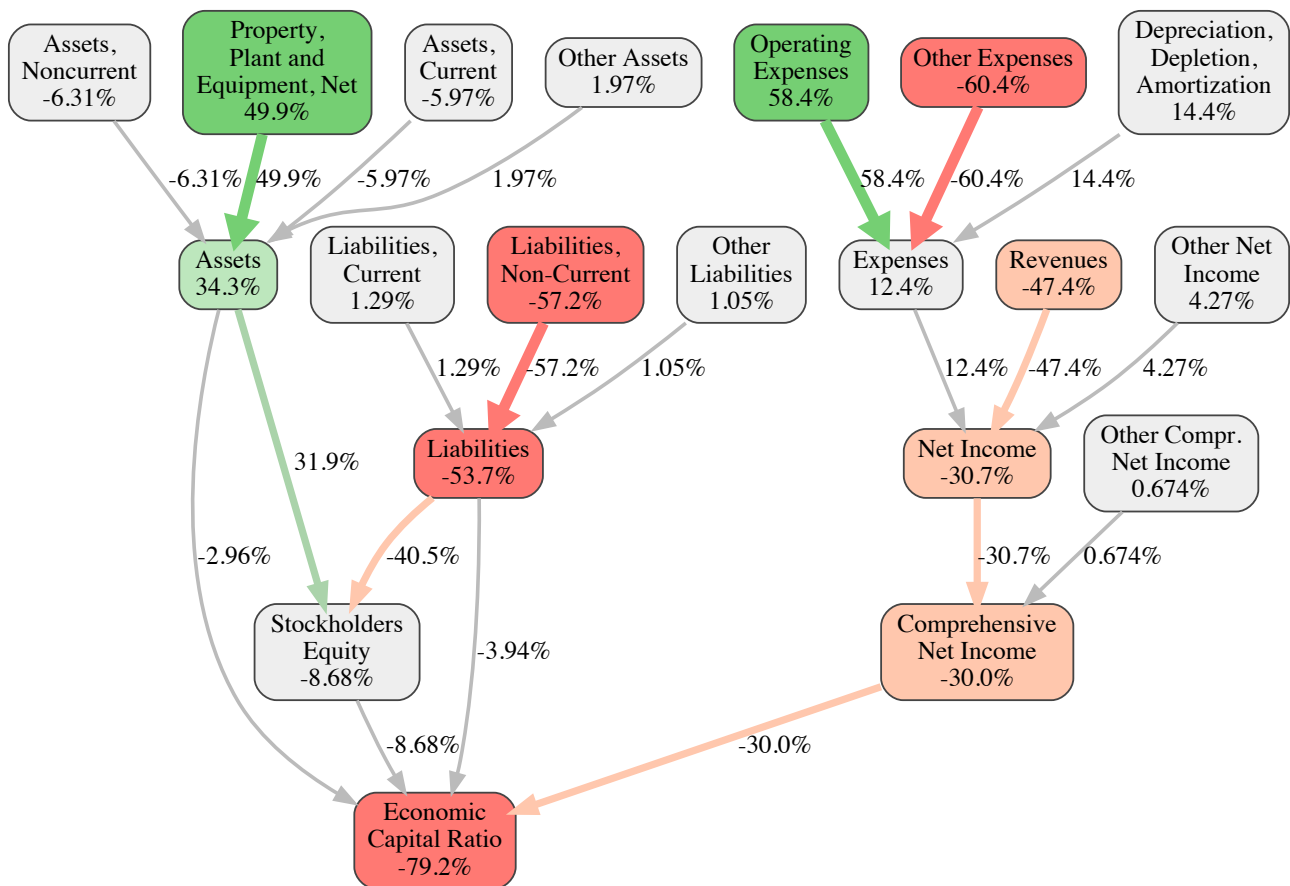 Assets,
Noncurrent
-6.31%
Property,
Plant and
Equipment, Net
49.9%
Assets,
Current
-5.97%
Other Assets
1.97%
Operating
Expenses
58.4%
Other Expenses
-60.4%
Depreciation,
Depletion,
Amortization
14.4%
-6.31%
49.9%
-5.97%
1.97%
58.4%
-60.4%
14.4%
Assets
34.3%
Liabilities,
Current
1.29%
Liabilities,
Non-Current
-57.2%
Other
Liabilities
1.05%
Expenses
12.4%
Revenues
-47.4%
Other Net
Income
4.27%
1.29%
-57.2%
1.05%
12.4%
-47.4%
4.27%
31.9%
Liabilities
-53.7%
Net Income
-30.7%
Other Compr.
Net Income
0.674%
-2.96%
-40.5%
-30.7%
0.674%
Stockholders
Equity
-8.68%
-3.94%
Comprehensive
Net Income
-30.0%
-8.68%
-30.0%
Economic
Capital Ratio
-79.2%